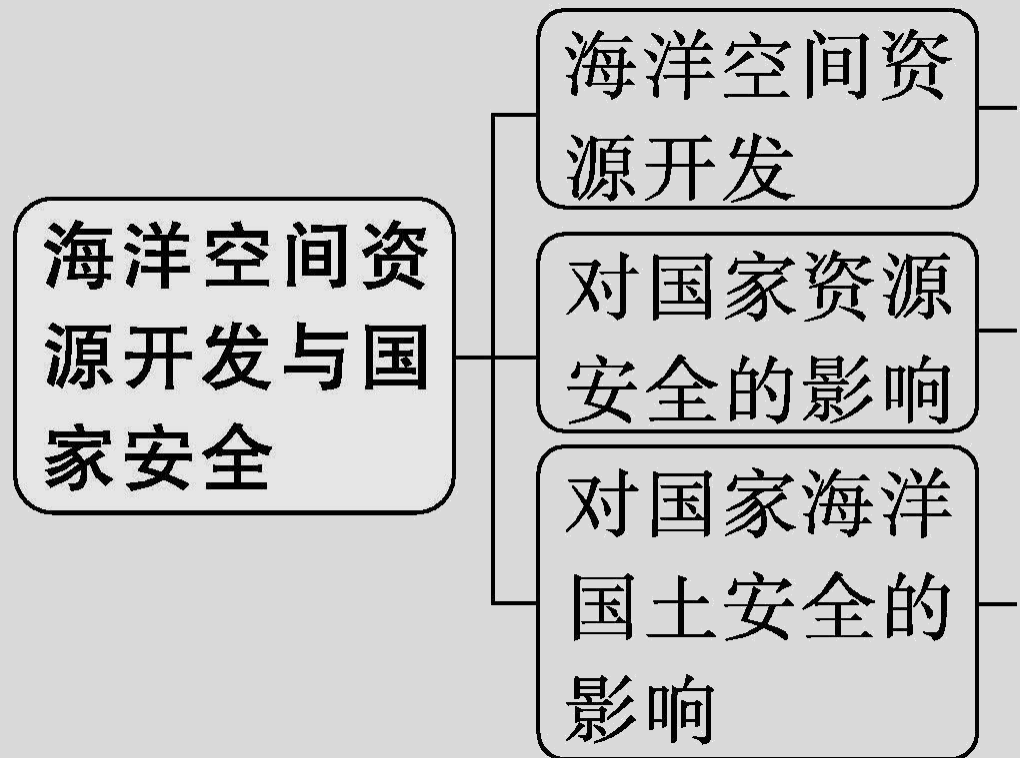 海洋空间资
源开发与国
家安全
海洋空间资
源开发
对国家资源
安全的影响
对国家海洋
国土安全的
影响